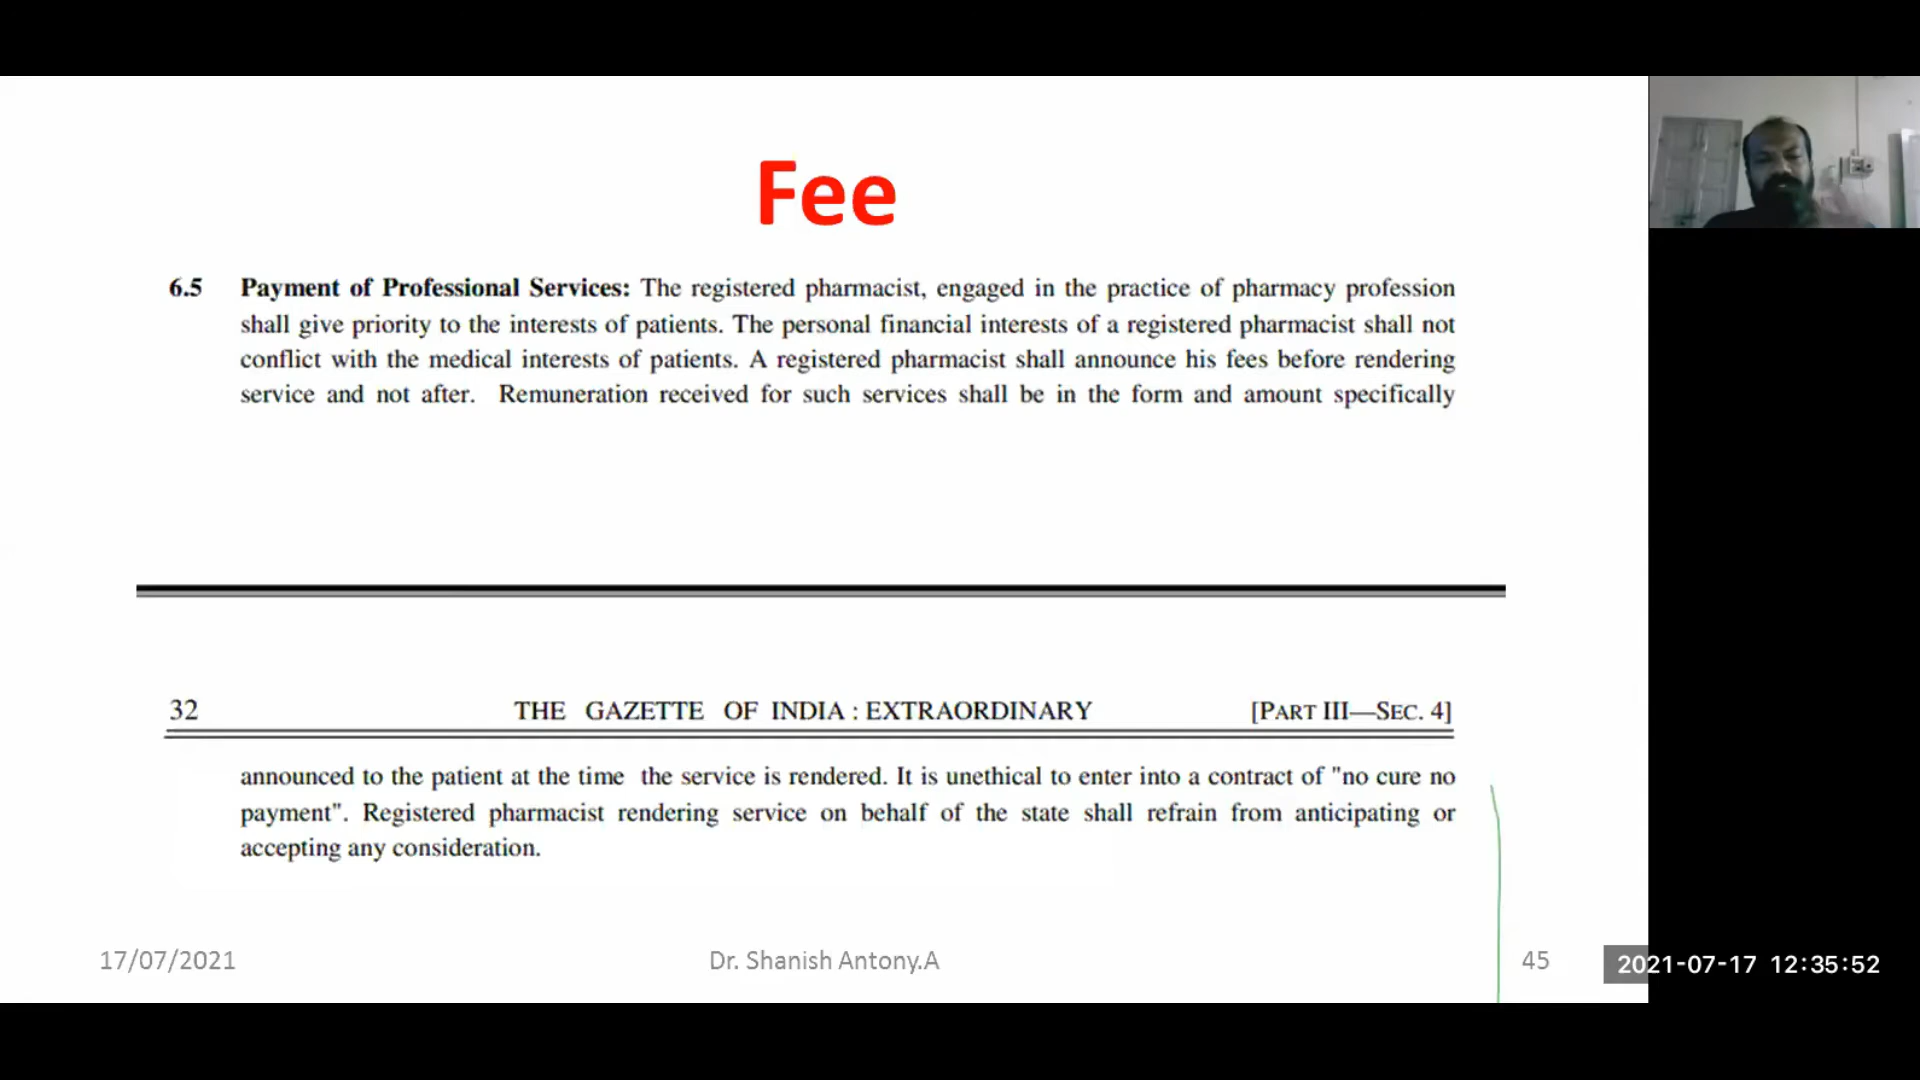 Fee
6.5 Payment of Professional Services: The registered pharmacist, engaged in the practice of pharmacy profession
shall give priority to the interests of patients. The personal financial interests of a registered pharmacist shall not
conflict with the medical interests of patients. A registered pharmacist shall announce his fees before rendering
service and not after. Remuneration received for such services shall be in the form and amount specifically
32 THE GAZETTE OF INDIA : EXTRAORDINARY [PART III—SEC. 4]
announced to the patient at the time the service is rendered. It is unethical to enter into a contract of "no cure no
payment". Registered pharmacist rendering service on behalf of the state shall refrain from anticipating or
accepting any consideration.
17/07/2021 Dr. Shanish Antony.A 45
2021-07-17 12:35:52